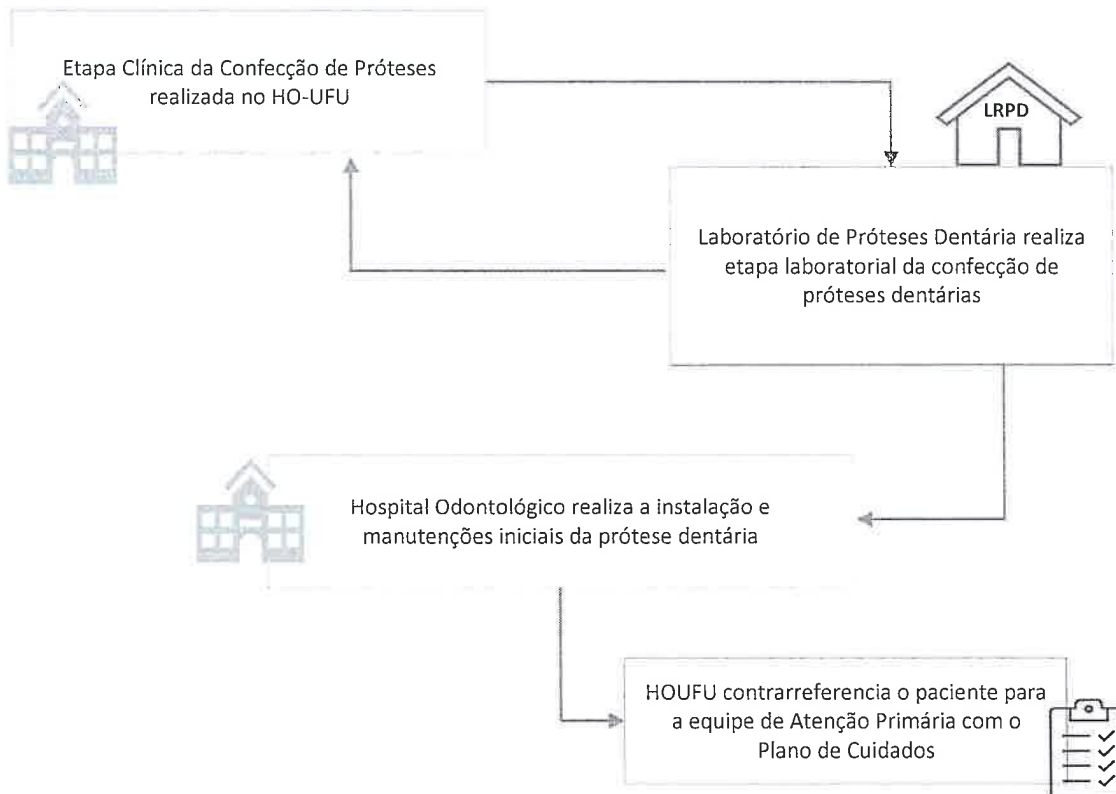 Etapa Clínica da Confecção de Próteses
realizada no HO-UFU
LRPD
Laboratório de Próteses Dentária realiza
etapa laboratorial da confecção de
próteses dentárias
Hospital Odontológico realiza a instalação e
manutenções iniciais da prótese dentária
HOUFU contrarreferencia o paciente para
a equipe de Atenção Primária com o
Plano de Cuidados